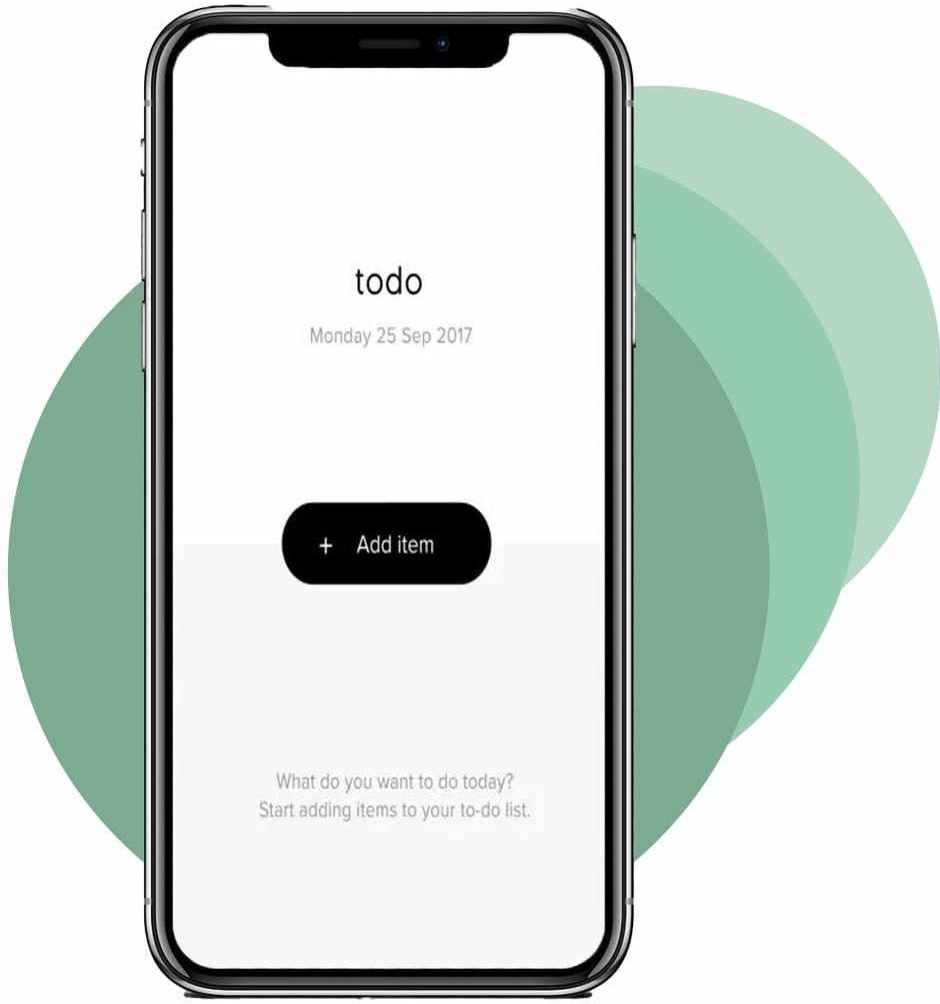 todo
Monday 25 Sep 2017
+ Add item
What do you want to do today?
Start adding items to your to-do list.